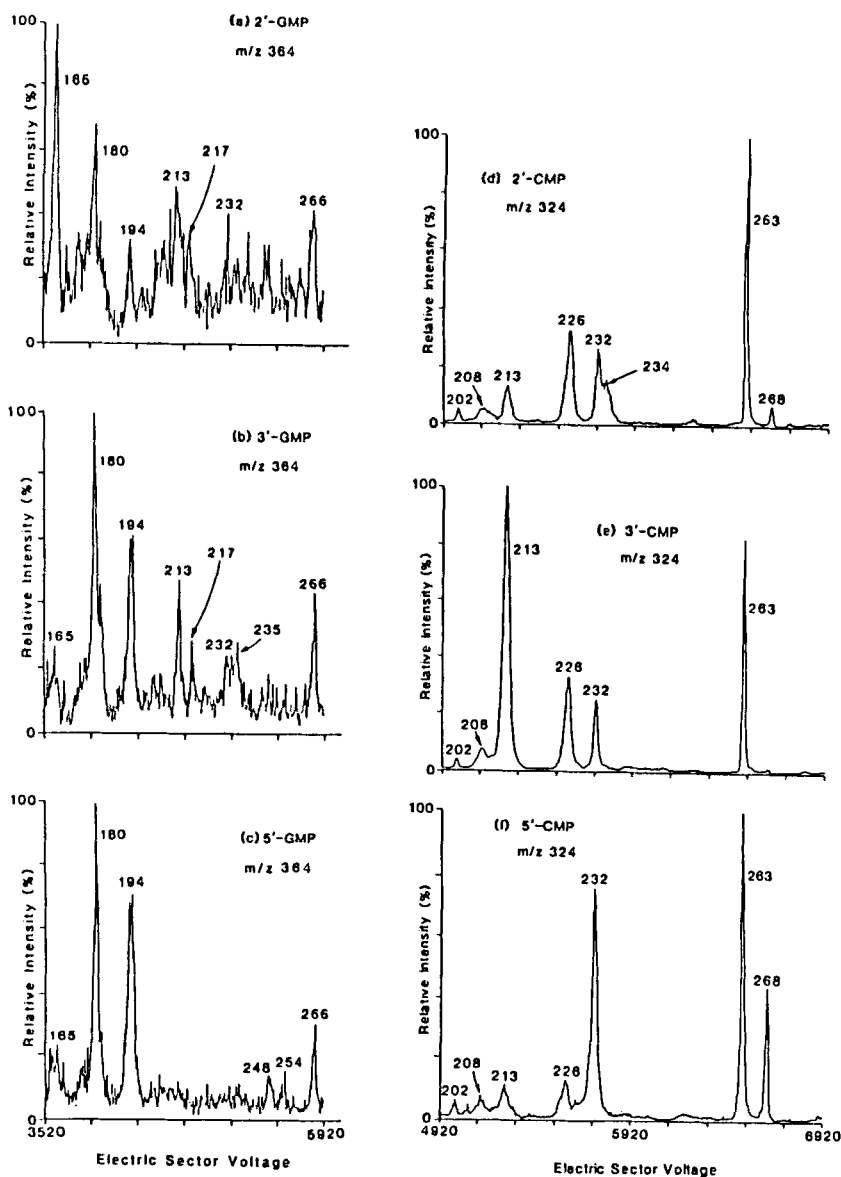 100
(a) 2'-GMP
m/z 364
165
180
213
217
194
232
266
Relative Intensity (%)
0
100
(b) 3'-GMP
m/z 364
180
194
213
217
165
232
235
266
Relative Intensity (%)
0
100
(c) 5'-GMP
m/z 364
180
194
165
248
254
266
Relative Intensity (%)
0
3520
5920
Electric Sector Voltage
100
(d) 2'-CMP
m/z 324
263
226
232
234
208
213
202
268
Relative Intensity (%)
0
100
(e) 3'-CMP
m/z 324
213
263
226
232
208
202
Relative Intensity (%)
0
100
(f) 5'-CMP
m/z 324
232
263
268
208
213
226
202
Relative Intensity (%)
0
4920
5920
6920
Electric Sector Voltage